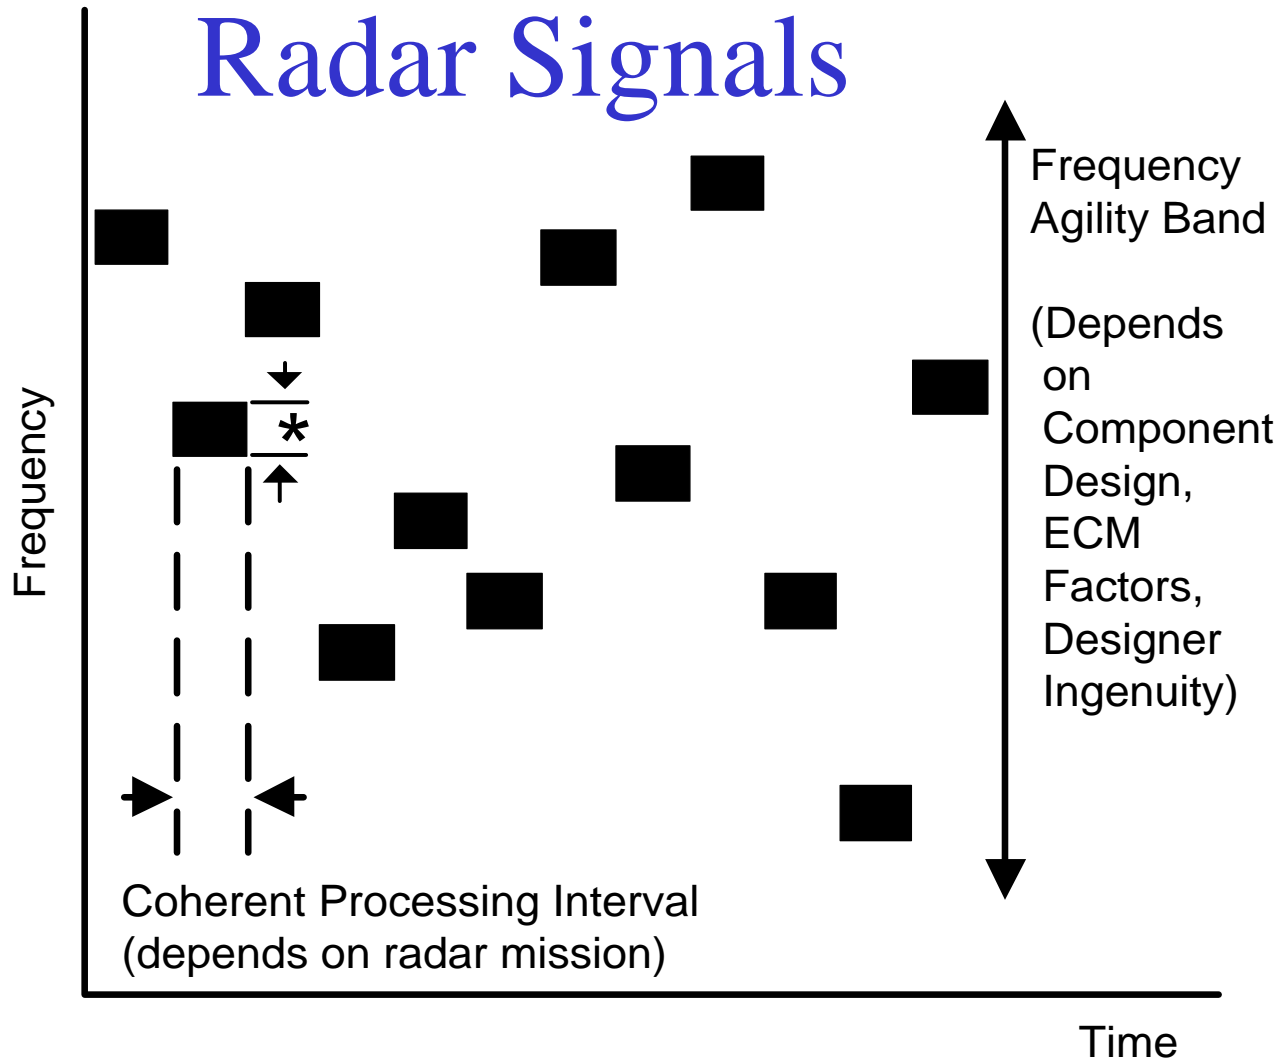 Radar Signals
Frequency
Agility Band
(Depends
on
Component
Design,
ECM
Factors,
Designer
Ingenuity)
Frequency
*
Coherent Processing Interval
(depends on radar mission)
Time